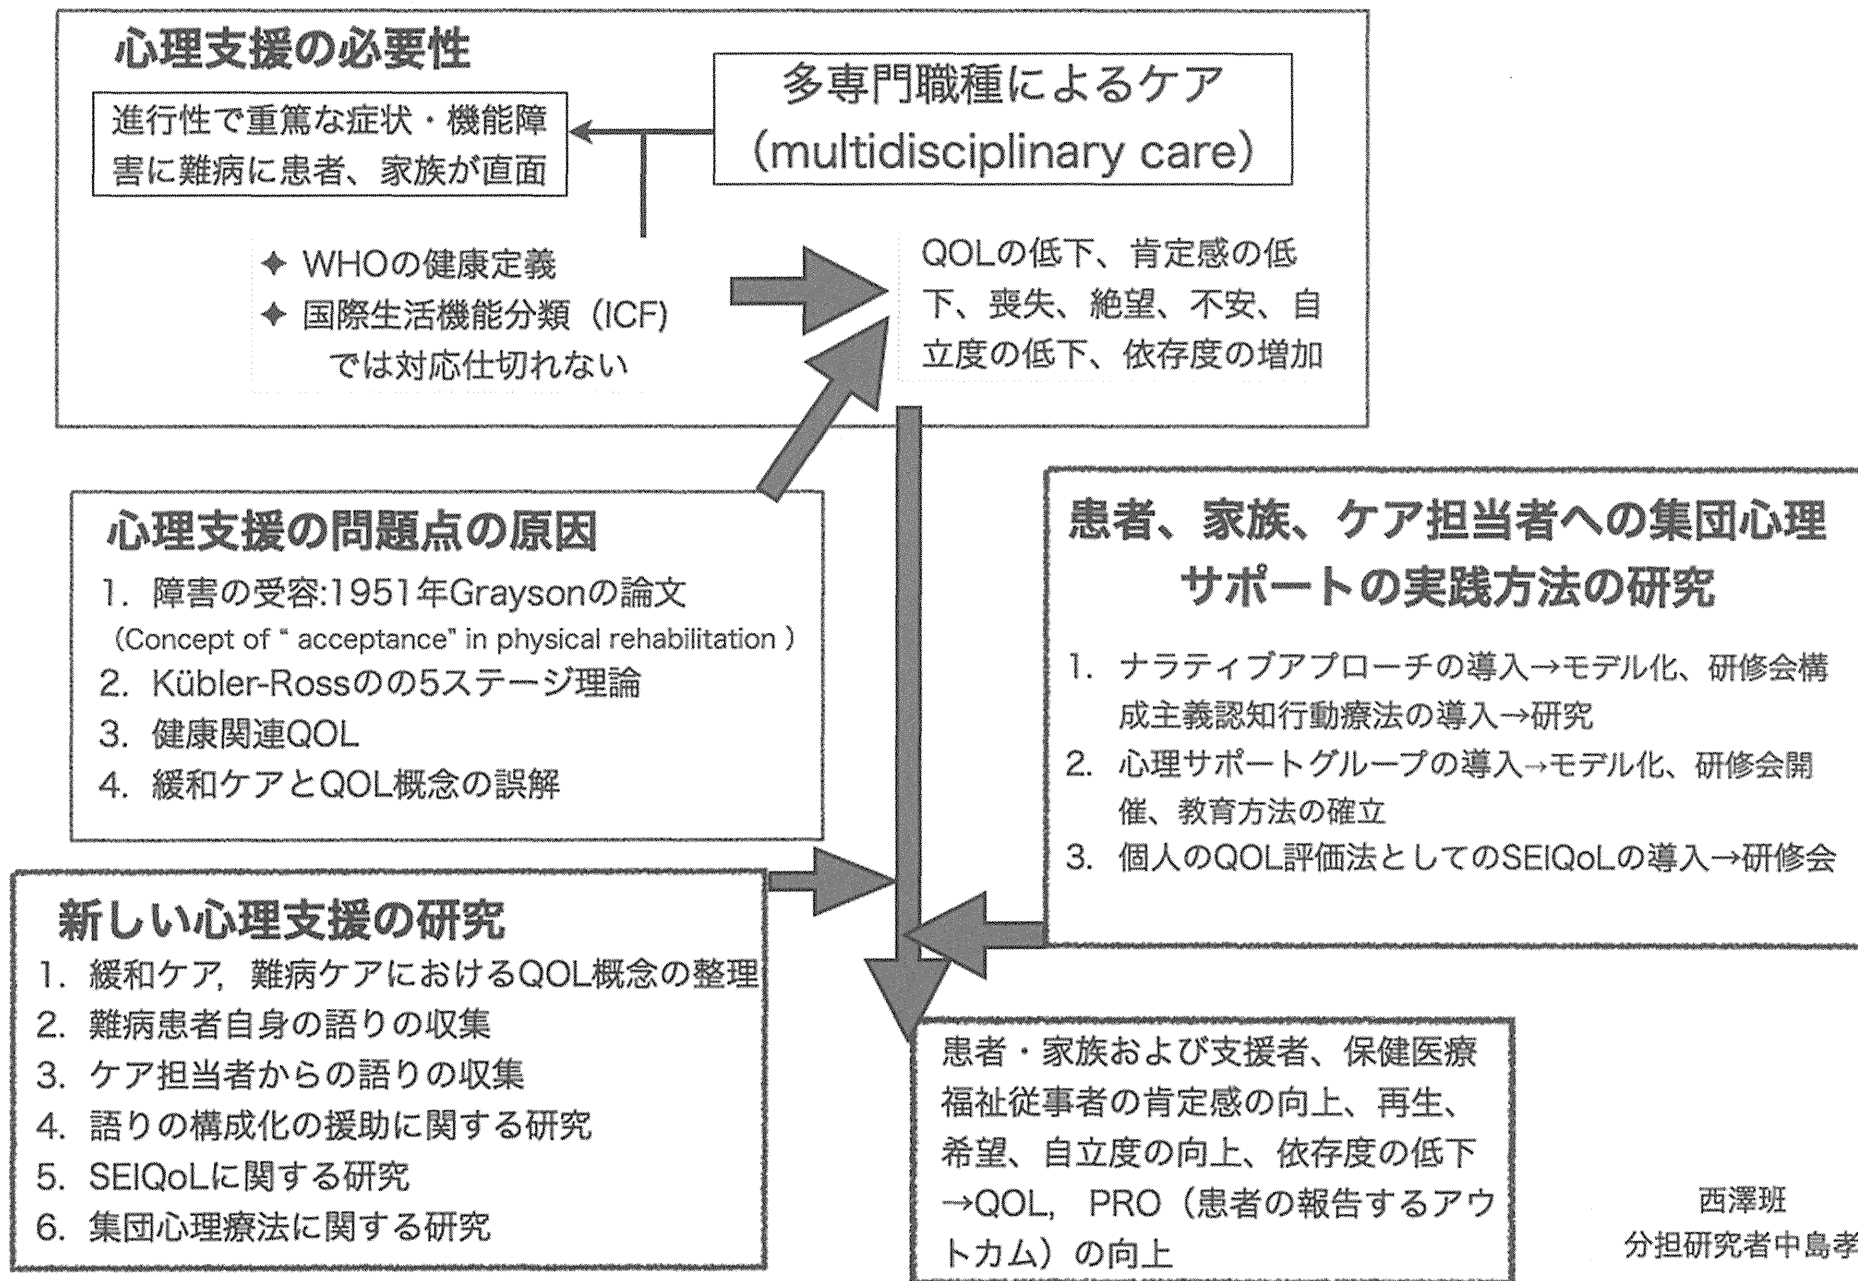 心理支援の必要性
多専門職種によるケア
（multidisciplinary care）
進行性で重篤な症状・機能障
害に難病に患者、家族が直面
✦ WHOの健康定義
✦ 国際生活機能分類（ICF)
では対応仕切れない
QOLの低下、肯定感の低
下、喪失、絶望、不安、自
立度の低下、依存度の増加
心理支援の問題点の原因
1. 障害の受容:1951年Graysonの論文
（Concept of “ acceptance” in physical rehabilitation ）
2. Kübler-Rossのの5ステージ理論
3. 健康関連QOL
4. 緩和ケアとQOL概念の誤解
患者、家族、ケア担当者への集団心理
サポートの実践方法の研究
1. ナラティブアプローチの導入→モデル化、研修会構
成主義認知行動療法の導入→研究
2. 心理サポートグループの導入→モデル化、研修会開
催、教育方法の確立
3. 個人のQOL評価法としてのSEIQoLの導入→研修会
新しい心理支援の研究
1. 緩和ケア, 難病ケアにおけるQOL概念の整理
2. 難病患者自身の語りの収集
3. ケア担当者からの語りの収集
4. 語りの構成化の援助に関する研究
5. SEIQoLに関する研究
6. 集団心理療法に関する研究
患者・家族および支援者、保健医療
福祉従事者の肯定感の向上、再生、
希望、自立度の向上、依存度の低下
→QOL, PRO（患者の報告するアウ
トカム）の向上
西澤班
分担研究者中島孝